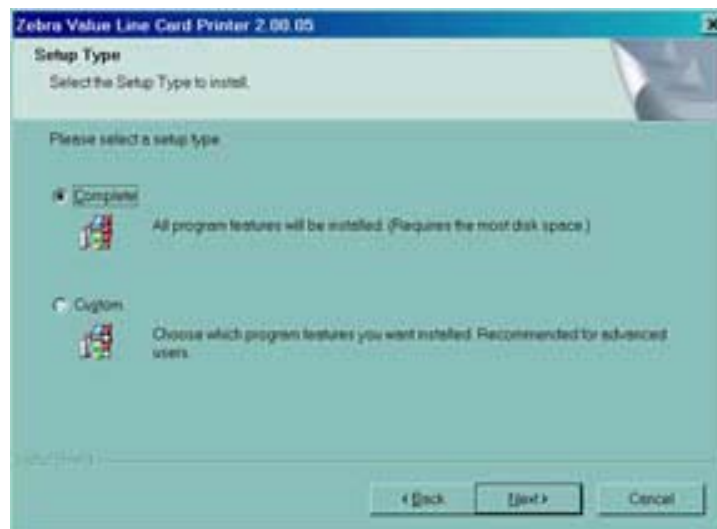 Zebra Value Line Card Printer 2.00.05
Setup Type
Select the Setup Type to install.
Please select a setup type.
Complete
All program features will be installed. (Requires the most disk space.)
Custom
Choose which program features you want installed. Recommended for advanced
users.
< Back
Next >
Cancel